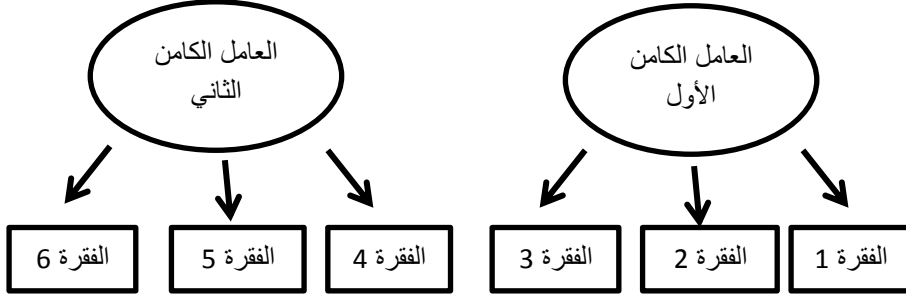 العامل الكامن
الأول
العامل الكامن
الثاني
الفقرة 1
الفقرة 2
الفقرة 3
الفقرة 4
الفقرة 5
الفقرة 6